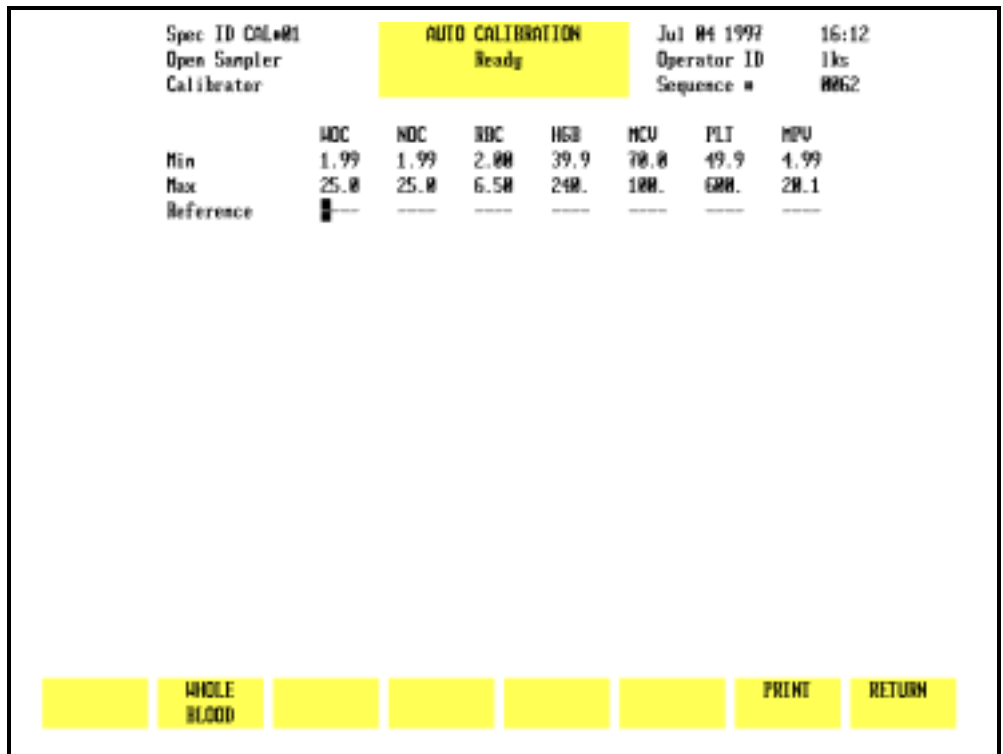 Spec ID CAL#01 AUTO CALIBRATION Jul 04 1997 16:12
Open Sampler Ready Operator ID lks
Calibrator Sequence # 0062
WOC NOC RBC HGB MCV PLT MPV
Min 1.99 1.99 2.00 39.9 70.0 49.9 4.99
Max 25.0 25.0 6.50 240. 100. 600. 20.1
Reference ---- ---- ---- ---- ---- ---- ----
WHOLE BLOOD PRINT RETURN